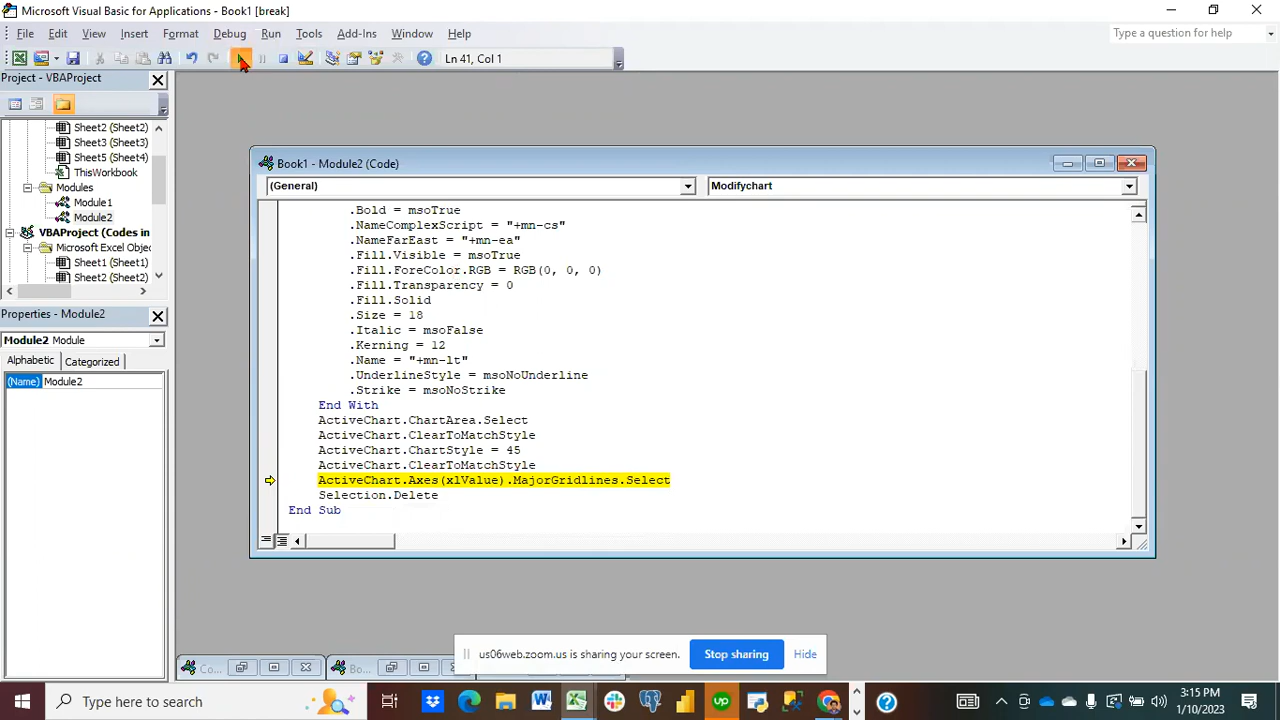 Microsoft Visual Basic for Applications - Book1 [break]
File Edit View Insert Format Debug Run Tools Add-Ins Window Help
Type a question for help
Ln 41, Col 1
Project - VBAProject
Sheet2 (Sheet2)
Sheet3 (Sheet3)
Sheet5 (Sheet4)
ThisWorkbook
Modules
Module1
Module2
VBAProject (Codes in
Microsoft Excel Objec
Sheet1 (Sheet1)
Sheet2 (Sheet2)
Properties - Module2
Module2 Module
Alphabetic Categorized
(Name) Module2
Book1 - Module2 (Code)
(General) Modifychart
.Bold = msoTrue
.NameComplexScript = "+mn-cs"
.NameFarEast = "+mn-ea"
.Fill.Visible = msoTrue
.Fill.ForeColor.RGB = RGB(0, 0, 0)
.Fill.Transparency = 0
.Fill.Solid
.Size = 18
.Italic = msoFalse
.Kerning = 12
.Name = "+mn-lt"
.UnderlineStyle = msoNoUnderline
.Strike = msoNoStrike
End With
ActiveChart.ChartArea.Select
ActiveChart.ClearToMatchStyle
ActiveChart.ChartStyle = 45
ActiveChart.ClearToMatchStyle
ActiveChart.Axes(xlValue).MajorGridlines.Select
Selection.Delete
End Sub
us06web.zoom.us is sharing your screen. Stop sharing Hide
Co... Bo...
Type here to search
up
3:15 PM
1/10/2023